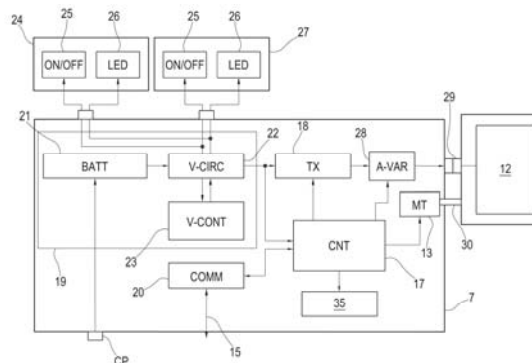 24 25 26 25 26 27
ON/OFF LED ON/OFF LED
21 22 18 28 29
BATT V-CIRC TX A-VAR 12
MT
V-CONT CNT 13 30
23
19 COMM 17
20 35 7
15
CP